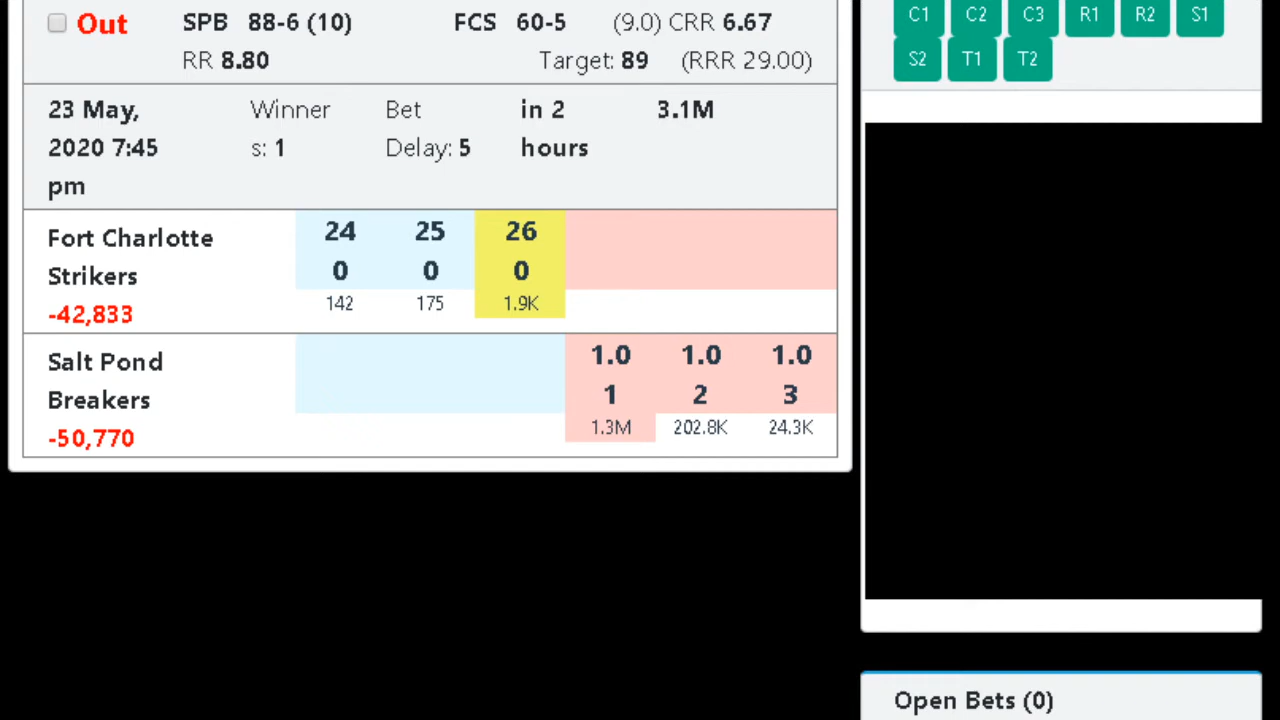 Out SPB 88-6 (10) FCS 60-5 (9.0) CRR 6.67
RR 8.80 Target: 89 (RRR 29.00)
23 May, Winner Bet in 2 3.1M
2020 7:45 s: 1 Delay: 5 hours
pm
Fort Charlotte 24 25 26
Strikers 0 0 0
-42,833 142 175 1.9K
Salt Pond 1.0 1.0 1.0
Breakers 1 2 3
-50,770 1.3M 202.8K 24.3K
C1 C2 C3 R1 R2 S1
S2 T1 T2
Open Bets (0)